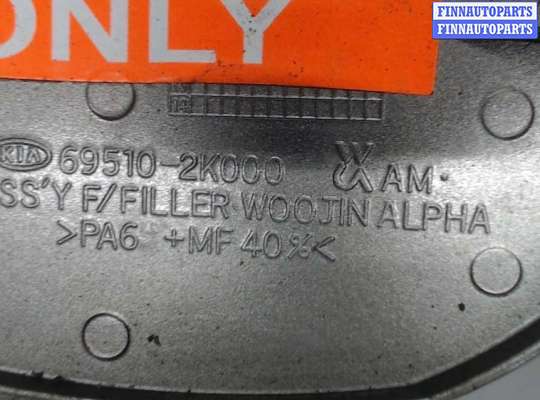 FINNAUTOPARTS
FINNAUTOPARTS
ONLY
KIA 69510-2K000 AM
SS'Y F/FILLER WOOJIN ALPHA
>PA6 +MF 40%<